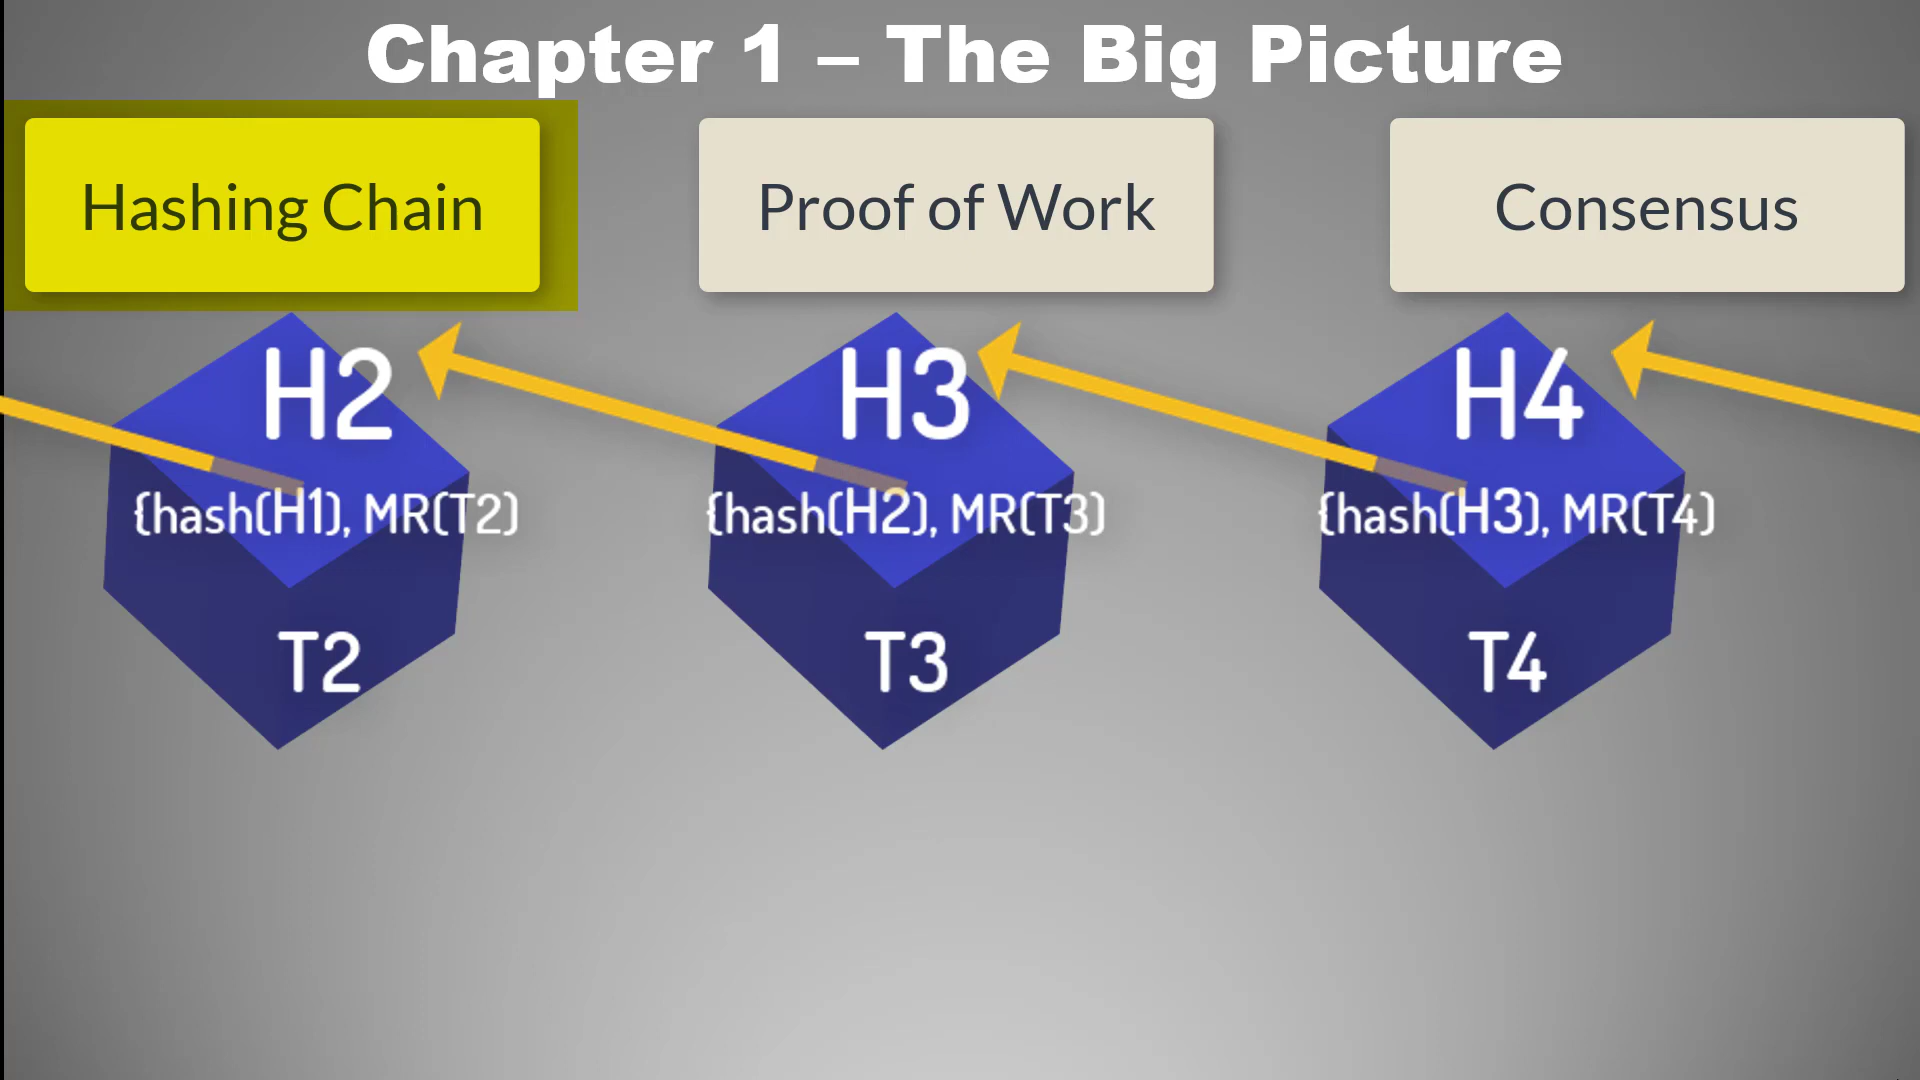 Chapter 1 – The Big Picture
Hashing Chain
Proof of Work
Consensus
H2
H3
H4
{hash(H1), MR(T2)
{hash(H2), MR(T3)
{hash(H3), MR(T4)
T2
T3
T4